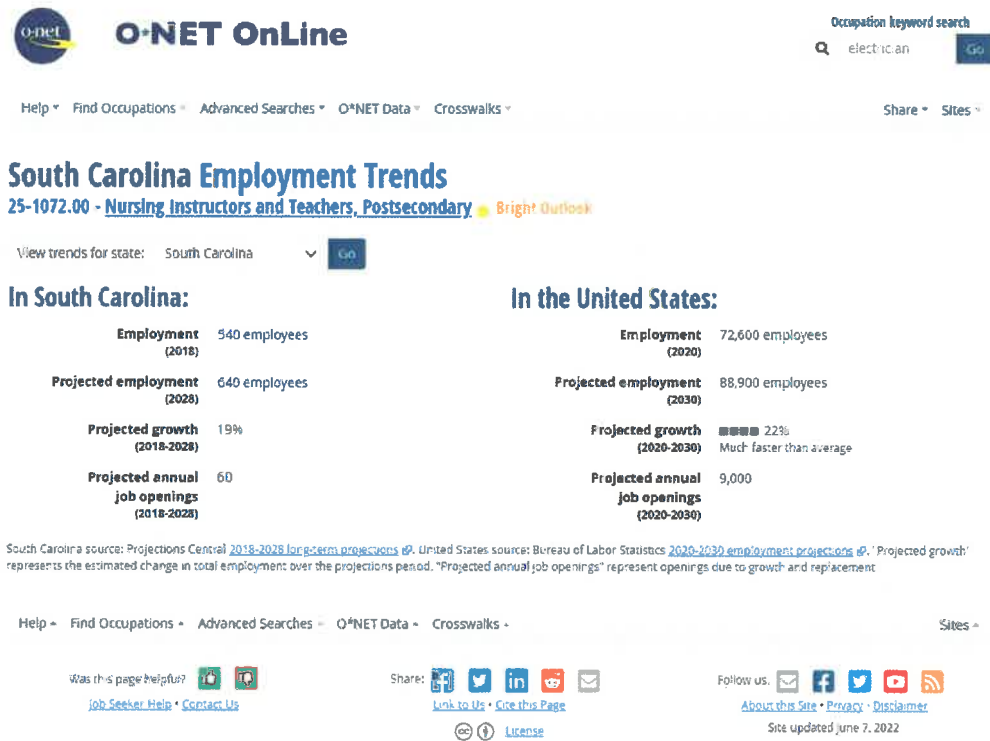 o·net
O*NET OnLine
Occupation keyword search
Go
Help Find Occupations Advanced Searches O*NET Data Crosswalks
Share Sites
South Carolina Employment Trends
25-1072.00 - Nursing Instructors and Teachers, Postsecondary Bright Outlook
View trends for state: South Carolina Go
In South Carolina:
Employment 540 employees
(2018)
Projected employment 640 employees
(2028)
Projected growth 19%
(2018-2028)
Projected annual 60
job openings
(2018-2028)
In the United States:
Employment 72,600 employees
(2020)
Projected employment 88,900 employees
(2030)
Projected growth 22%
(2020-2030) Much faster than average
Projected annual 9,000
job openings
(2020-2030)
South Carolina source: Projections Central 2018-2028 long-term projections. United States source: Bureau of Labor Statistics 2020-2030 employment projections. "Projected growth"
represents the estimated change in total employment over the projections period. "Projected annual job openings" represent openings due to growth and replacement
Help Find Occupations Advanced Searches O*NET Data Crosswalks
Sites
Was this page helpful?
Job Seeker Help • Contact Us
Share:
Link to Us • Cite this Page
cc License
Follow us.
About this Site • Privacy • Disclaimer
Site updated June 7, 2022